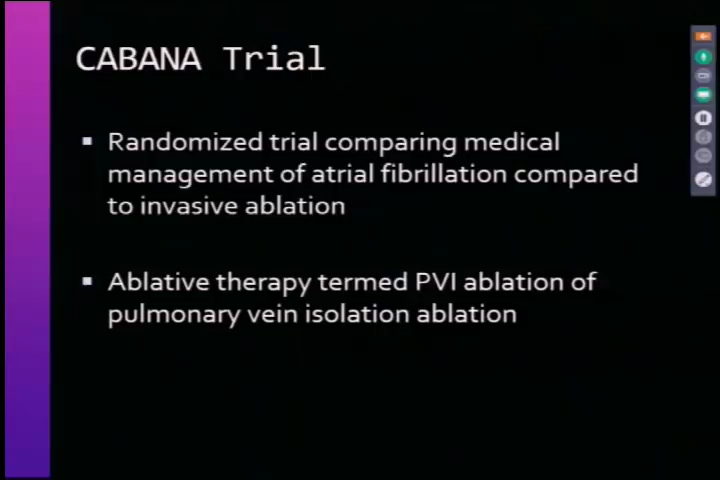 CABANA Trial
▪ Randomized trial comparing medical
management of atrial fibrillation compared
to invasive ablation
▪ Ablative therapy termed PVI ablation of
pulmonary vein isolation ablation